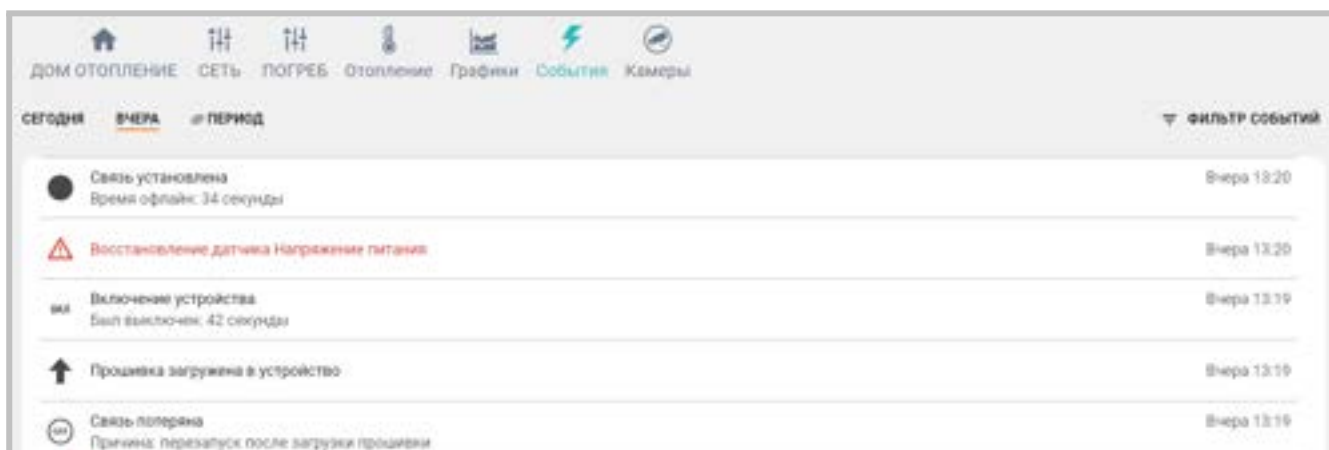 ДОМ ОТОПЛЕНИЕ СЕТЬ ПОГРЕБ Отопление Графики События Камеры
СЕГОДНЯ ВЧЕРА ПЕРИОД ФИЛЬТР СОБЫТИЙ
Связь установлена Вчера 13:20
Время офлайн: 34 секунды
Восстановление датчика Напряжение питания Вчера 13:20
Включение устройства Вчера 13:19
Был выключен: 42 секунды
Прошивка загружена в устройство Вчера 13:19
Связь потеряна Вчера 13:19
Причина: перезапуск после загрузки прошивки